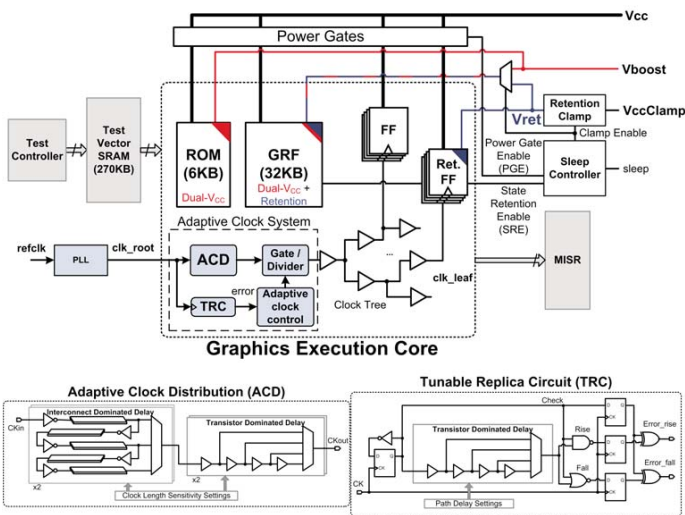 Vcc
Power Gates
Vboost
Vret
Retention
Clamp
VccClamp
Clamp Enable
Test
Controller
Test
Vector
SRAM
(270KB)
ROM
(6KB)
Dual-VCC
GRF
(32KB)
Dual-VCC +
Retention
FF
Ret.
FF
Power Gate
Enable
(PGE)
Sleep
Controller
sleep
State
Retention
Enable
(SRE)
Adaptive Clock System
refclk
PLL
clk_root
ACD
Gate /
Divider
TRC
error
Adaptive
clock
control
...
Clock Tree
clk_leaf
MISR
Graphics Execution Core
Adaptive Clock Distribution (ACD)
Interconnect Dominated Delay
CKin
x2
Transistor Dominated Delay
x2
CKout
Clock Length Sensitivity Settings
Tunable Replica Circuit (TRC)
Check
Transistor Dominated Delay
Rise
Fall
Error_rise
Error_fall
CK
Path Delay Settings
D Q
CK
D Q
CK
D Q
CK